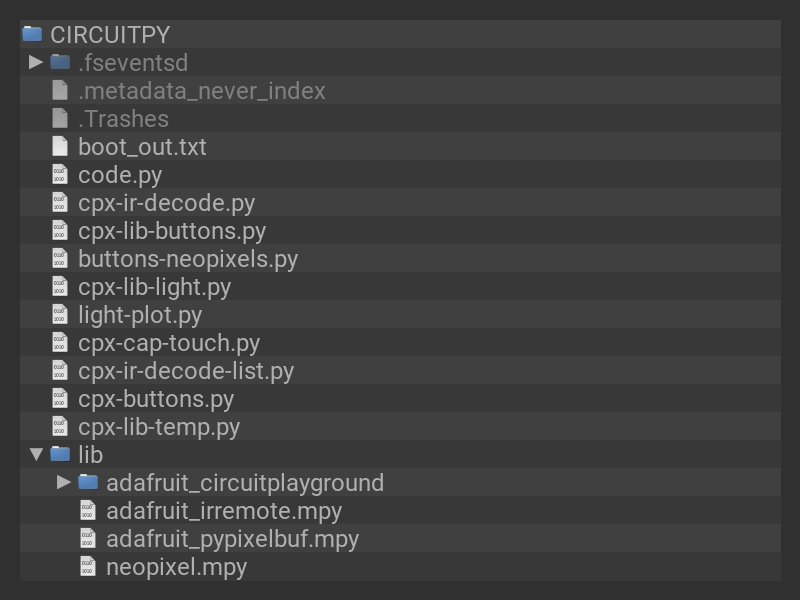 CIRCUITPY
.fseventsd
.metadata_never_index
.Trashes
boot_out.txt
code.py
cpx-ir-decode.py
cpx-lib-buttons.py
buttons-neopixels.py
cpx-lib-light.py
light-plot.py
cpx-cap-touch.py
cpx-ir-decode-list.py
cpx-buttons.py
cpx-lib-temp.py
lib
adafruit_circuitplayground
adafruit_irremote.mpy
adafruit_pypixelbuf.mpy
neopixel.mpy